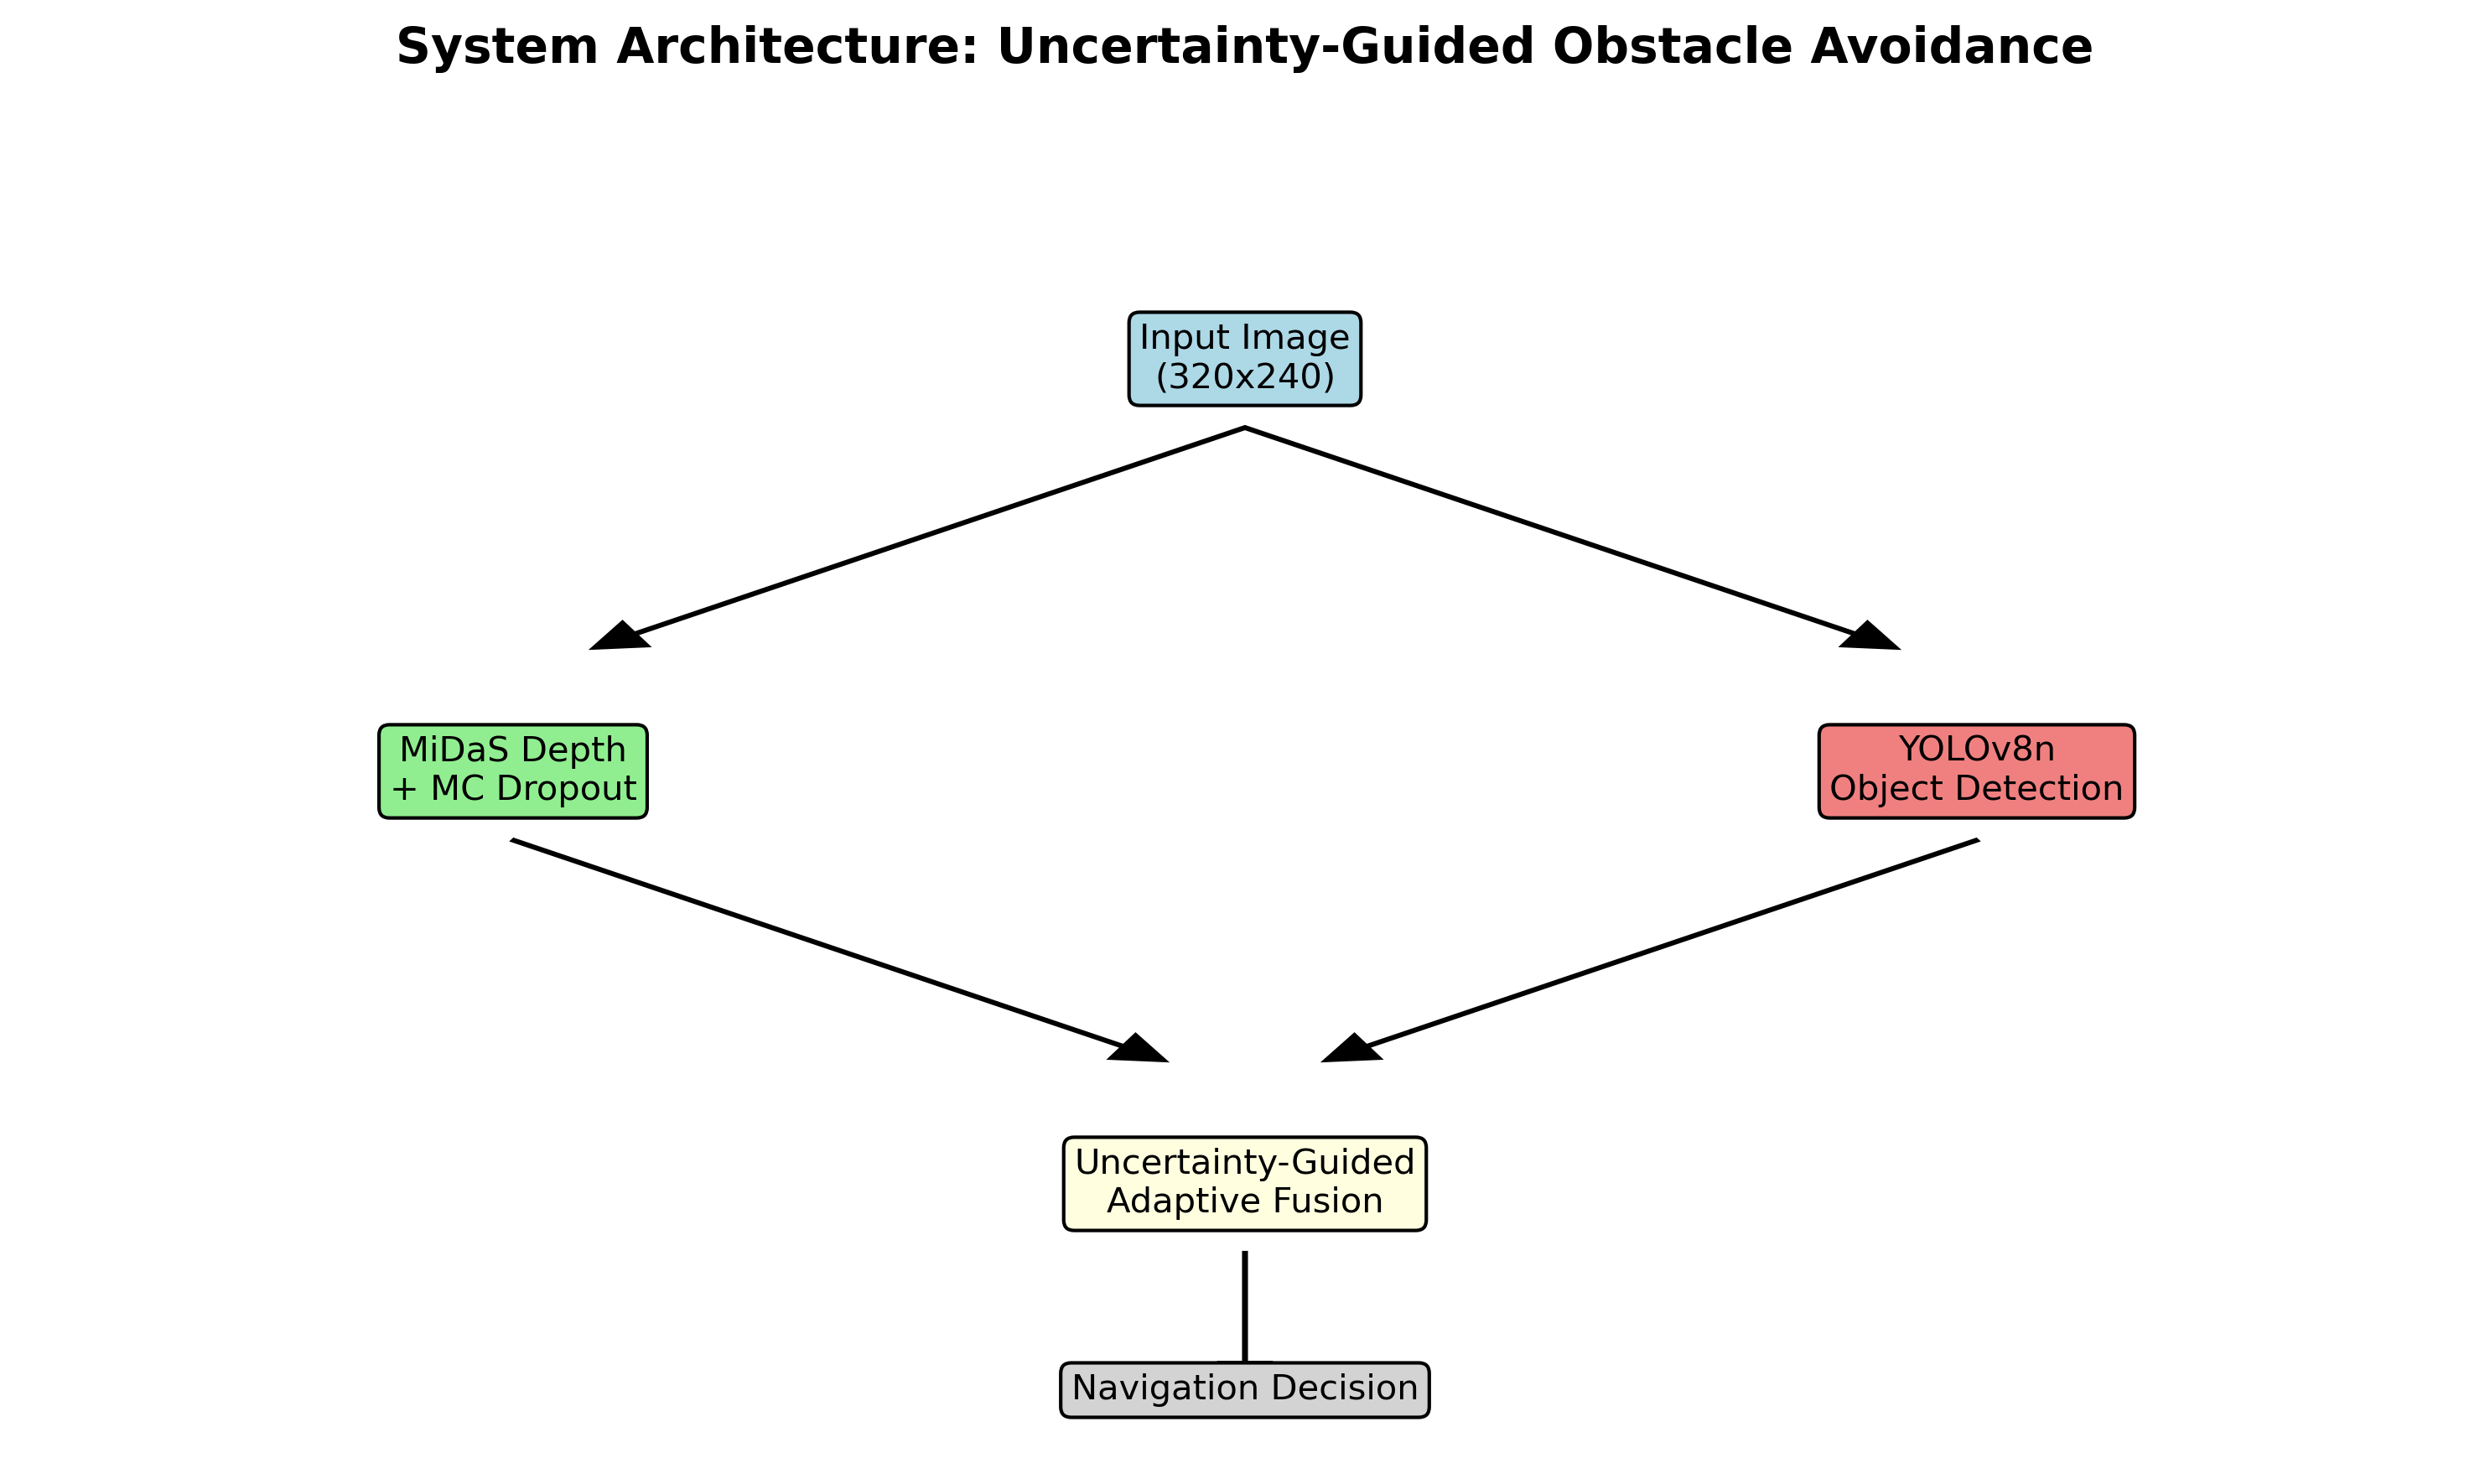 System Architecture: Uncertainty-Guided Obstacle Avoidance
Input Image
(320x240)
MiDaS Depth
+ MC Dropout
YOLOv8n
Object Detection
Uncertainty-Guided
Adaptive Fusion
Navigation Decision